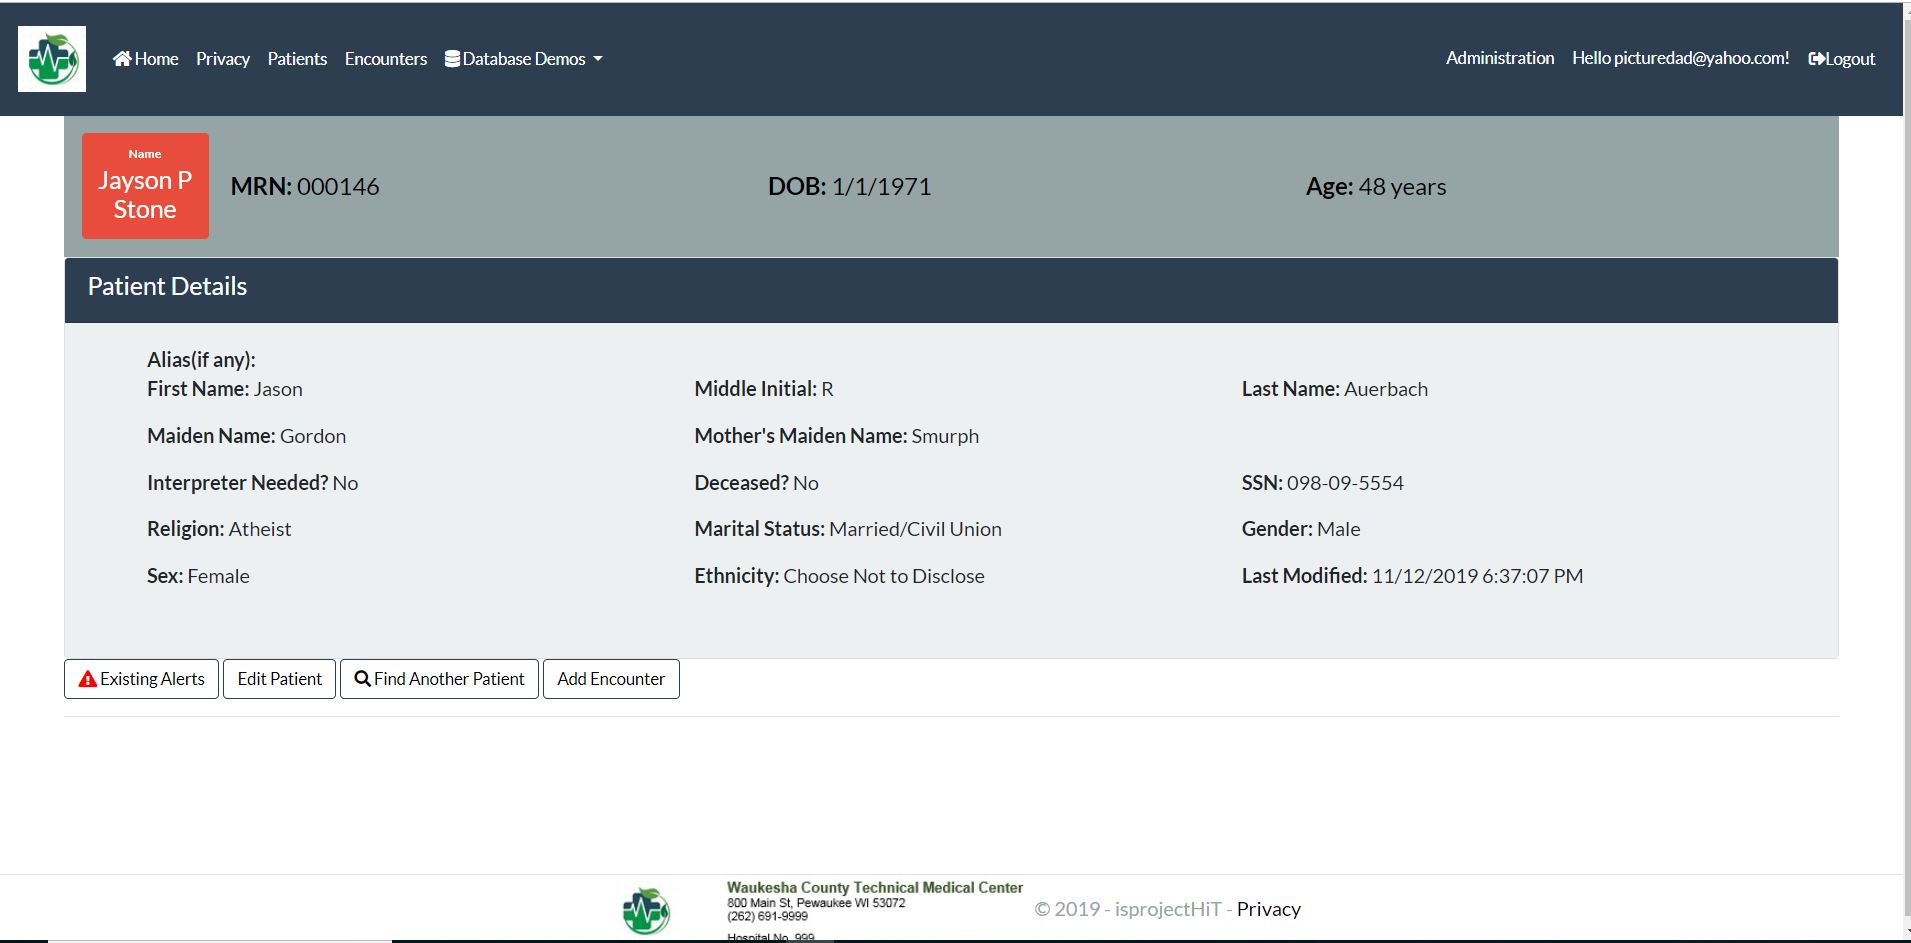 Home Privacy Patients Encounters Database Demos Administration Hello picturedad@yahoo.com! Logout
Name
Jayson P
Stone
MRN: 000146 DOB: 1/1/1971 Age: 48 years
Patient Details
Alias(if any):
First Name: Jason Middle Initial: R Last Name: Auerbach
Maiden Name: Gordon Mother's Maiden Name: Smurph
Interpreter Needed? No Deceased? No SSN: 098-09-5554
Religion: Atheist Marital Status: Married/Civil Union Gender: Male
Sex: Female Ethnicity: Choose Not to Disclose Last Modified: 11/12/2019 6:37:07 PM
Existing Alerts Edit Patient Find Another Patient Add Encounter
Waukesha County Technical Medical Center
800 Main St, Pewaukee WI 53072
(262) 691-9999
Hospital No. 999
© 2019 - isprojectHiT - Privacy